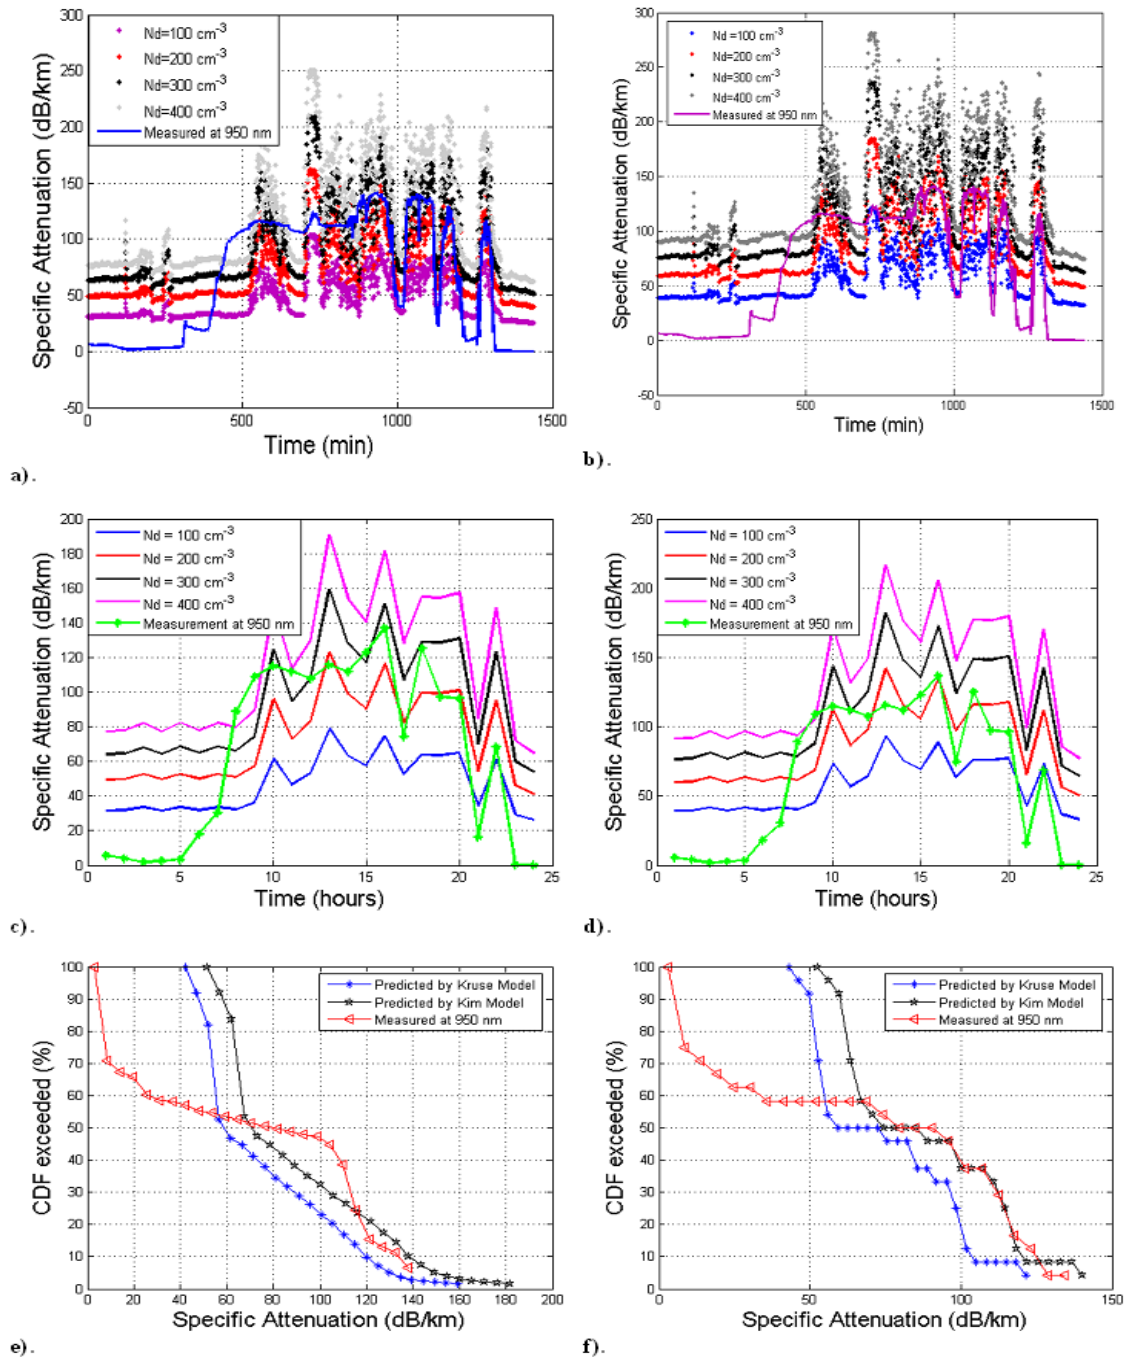 300
250
200
150
100
50
0
-50
Specific Attenuation (dB/km)
Nd=100 cm-3
Nd=200 cm-3
Nd=300 cm-3
Nd=400 cm-3
Measured at 950 nm
0 500 1000 1500
Time (min)
a).
300
250
200
150
100
50
0
-50
Specific Attenuation (dB/km)
Nd =100 cm-3
Nd=200 cm-3
Nd=300 cm-3
Nd=400 cm-3
Measured at 950 nm
0 500 1000 1500
Time (min)
b).
200
180
160
140
120
100
80
60
40
20
0
Specific Attenuation (dB/km)
Nd = 100 cm-3
Nd = 200 cm-3
Nd = 300 cm-3
Nd = 400 cm-3
Measurement at 950 nm
0 5 10 15 20 25
Time (hours)
c).
250
200
150
100
50
0
Specific Attenuation (dB/km)
Nd = 100 cm-3
Nd = 200 cm-3
Nd = 300 cm-3
Nd = 400 cm-3
Measurement at 950 nm
0 5 10 15 20 25
Time (hours)
d).
100
90
80
70
60
50
40
30
20
10
0
CDF exceeded (%)
Predicted by Kruse Model
Predicted by Kim Model
Measured at 950 nm
0 20 40 60 80 100 120 140 160 180 200
Specific Attenuation (dB/km)
e).
100
90
80
70
60
50
40
30
20
10
0
CDF exceeded (%)
Predicted by Kruse Model
Predicted by Kim Model
Measured at 950 nm
0 50 100 150
Specific Attenuation (dB/km)
f).